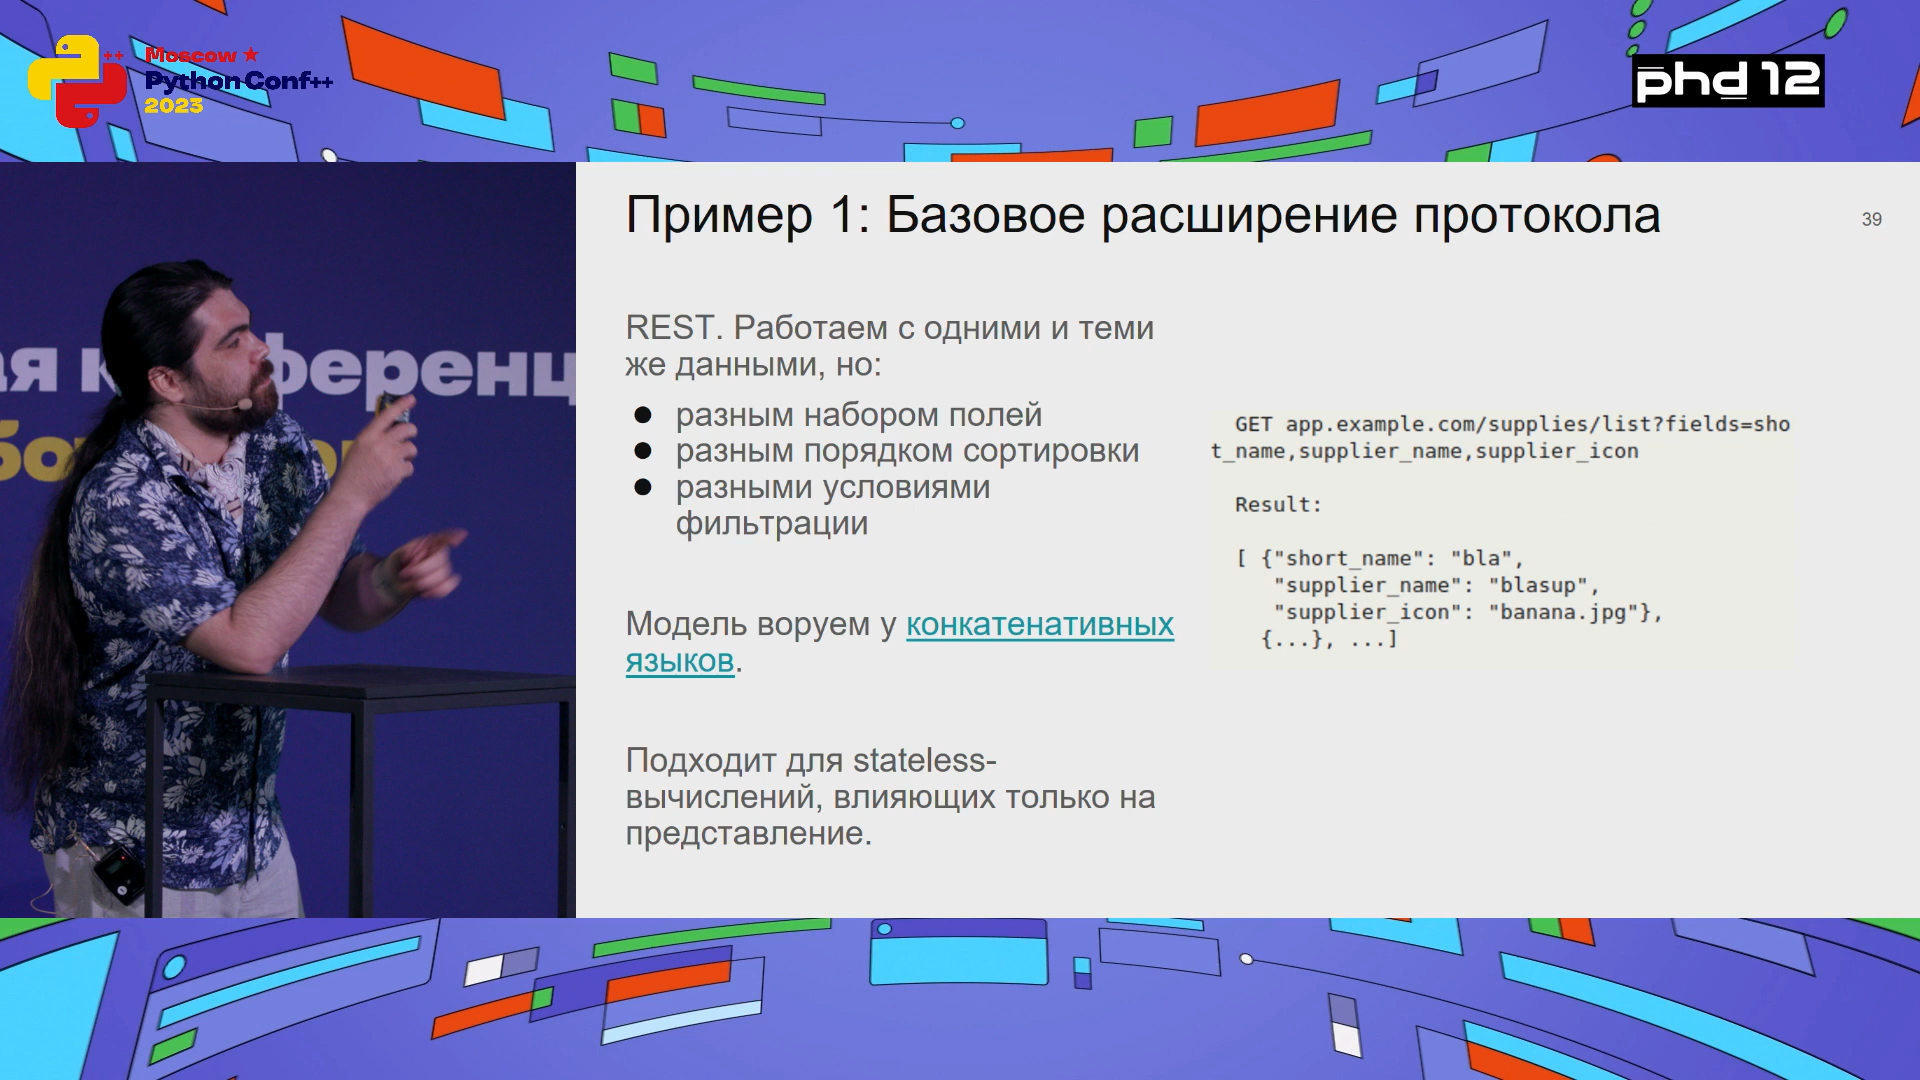 ++
Moscow ★
Python Conf++
2023
phd 12
Пример 1: Базовое расширение протокола
39
REST. Работаем с одними и теми
же данными, но:
● разным набором полей
● разным порядком сортировки
● разными условиями
фильтрации
Модель воруем у конкатенативных
языков.
Подходит для stateless-
вычислений, влияющих только на
представление.
GET app.example.com/supplies/list?fields=sho
t_name,supplier_name,supplier_icon
Result:
[ {"short_name": "bla",
"supplier_name": "blasup",
"supplier_icon": "banana.jpg"},
{...}, ...]